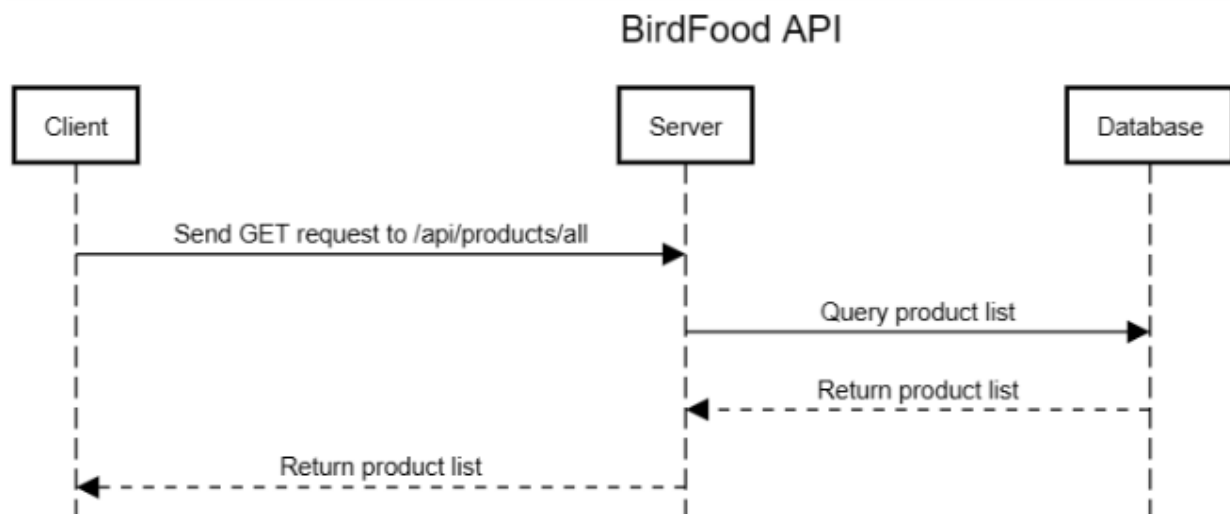 BirdFood API
Client
Server
Database
Send GET request to /api/products/all
Query product list
Return product list
Return product list